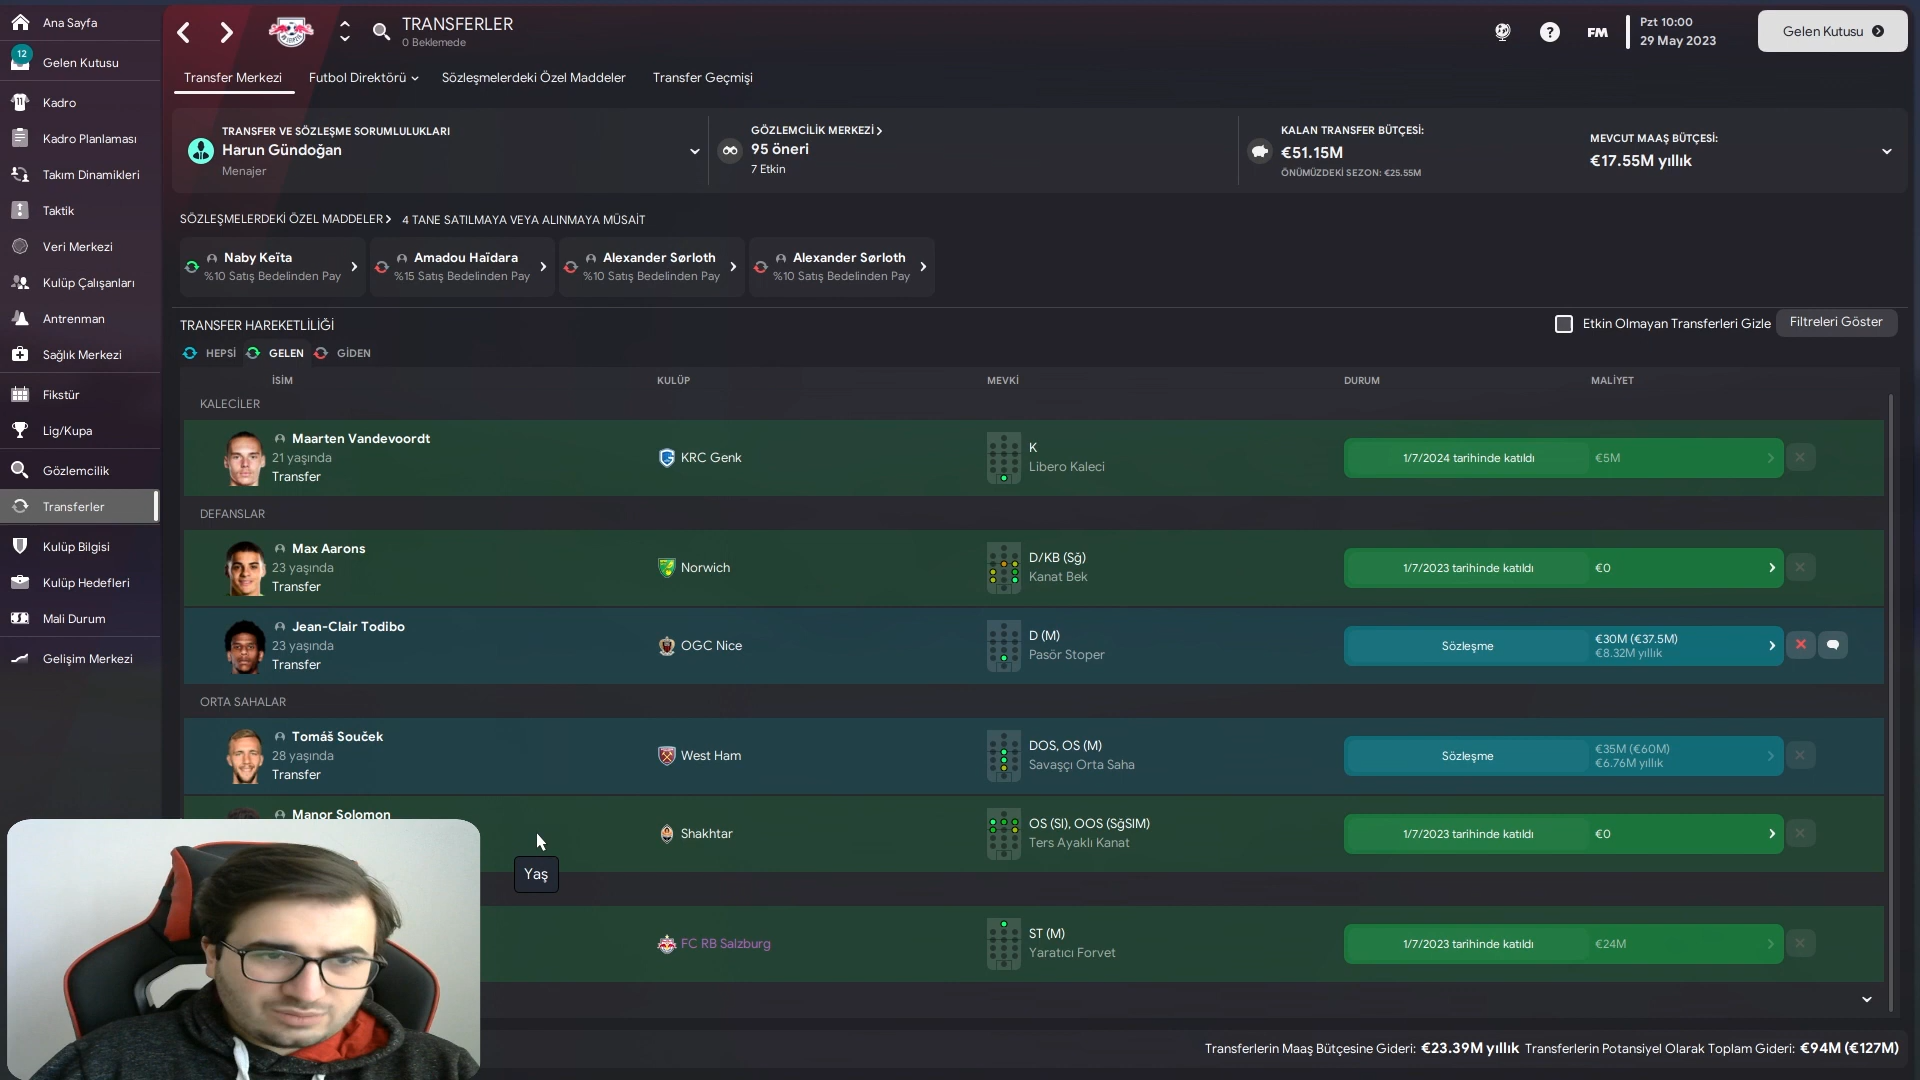 Ana Sayfa
12
Gelen Kutusu
Kadro
Kadro Planlaması
Takım Dinamikleri
Taktik
Veri Merkezi
Kulüp Çalışanları
Antrenman
Sağlık Merkezi
Fikstür
Lig/Kupa
Gözlemcilik
Transferler
Kulüp Bilgisi
Kulüp Hedefleri
Mali Durum
Gelişim Merkezi
TRANSFERLER
0 Beklemede
FM
Pzt 10:00
29 May 2023
Gelen Kutusu
Transfer Merkezi
Futbol Direktörü
Sözleşmelerdeki Özel Maddeler
Transfer Geçmişi
TRANSFER VE SÖZLEŞME SORUMLULUKLARI
Harun Gündoğan
Menajer
GÖZLEMCİLİK MERKEZİ
95 öneri
7 Etkin
KALAN TRANSFER BÜTÇESİ:
€51.15M
ÖNÜMÜZDEKİ SEZON: €25.55M
MEVCUT MAAŞ BÜTÇESİ:
€17.55M yıllık
SÖZLEŞMELERDEKİ ÖZEL MADDELER
4 TANE SATILMAYA VEYA ALINMAYA MÜSAİT
Naby Keïta
%10 Satış Bedelinden Pay
Amadou Haïdara
%15 Satış Bedelinden Pay
Alexander Sørloth
%10 Satış Bedelinden Pay
Alexander Sørloth
%10 Satış Bedelinden Pay
TRANSFER HAREKETLİLİĞİ
Etkin Olmayan Transferleri Gizle
Filtreleri Göster
HEPSİ
GELEN
GİDEN
İSİM
KULÜP
MEVKİ
DURUM
MALİYET
KALECİLER
Maarten Vandevoordt
21 yaşında
Transfer
KRC Genk
K
Libero Kaleci
1/7/2024 tarihinde katıldı
€5M
DEFANSLAR
Max Aarons
23 yaşında
Transfer
Norwich
D/KB (Sğ)
Kanat Bek
1/7/2023 tarihinde katıldı
€0
Jean-Clair Todibo
23 yaşında
Transfer
OGC Nice
D (M)
Pasör Stoper
Sözleşme
€30M (€37.5M)
€8.32M yıllık
ORTA SAHALAR
Tomáš Souček
28 yaşında
Transfer
West Ham
DOS, OS (M)
Savaşçı Orta Saha
Sözleşme
€35M (€60M)
€6.76M yıllık
Manor Solomon
Shakhtar
OS (Sl), OOS (SğSlM)
Ters Ayaklı Kanat
1/7/2023 tarihinde katıldı
€0
Yaş
FC RB Salzburg
ST (M)
Yaratıcı Forvet
1/7/2023 tarihinde katıldı
€24M
Transferlerin Maaş Bütçesine Gideri: €23.39M yıllık Transferlerin Potansiyel Olarak Toplam Gideri: €94M (€127M)